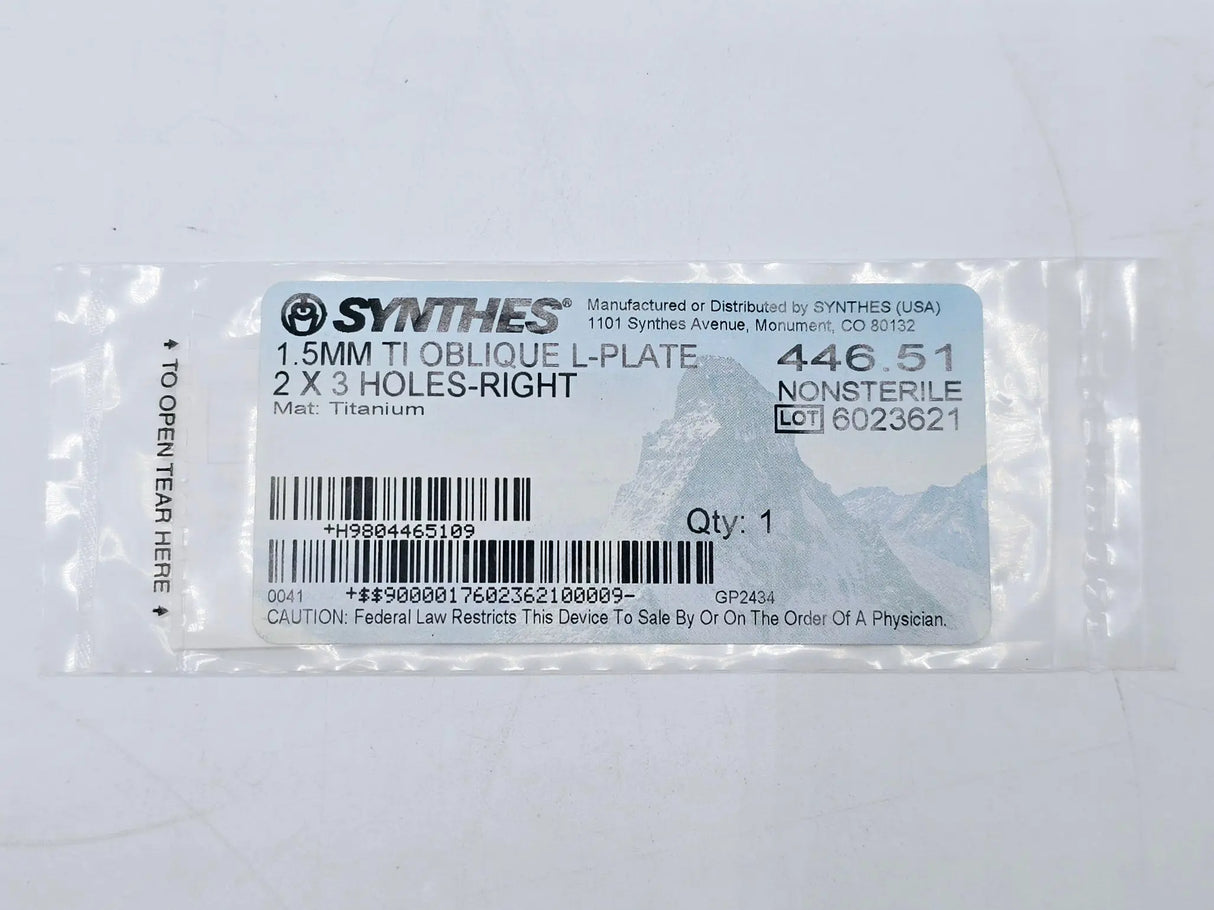 SYNTHES® Manufactured or Distributed by SYNTHES (USA)
1101 Synthes Avenue, Monument, CO 80132
1.5MM TI OBLIQUE L-PLATE 446.51
2 X 3 HOLES-RIGHT NONSTERILE
Mat: Titanium LOT 6023621
Qty: 1
+H9804465109
0041 +$$9000017602362100009- GP2434
CAUTION: Federal Law Restricts This Device To Sale By Or On The Order Of A Physician.
TO OPEN TEAR HERE